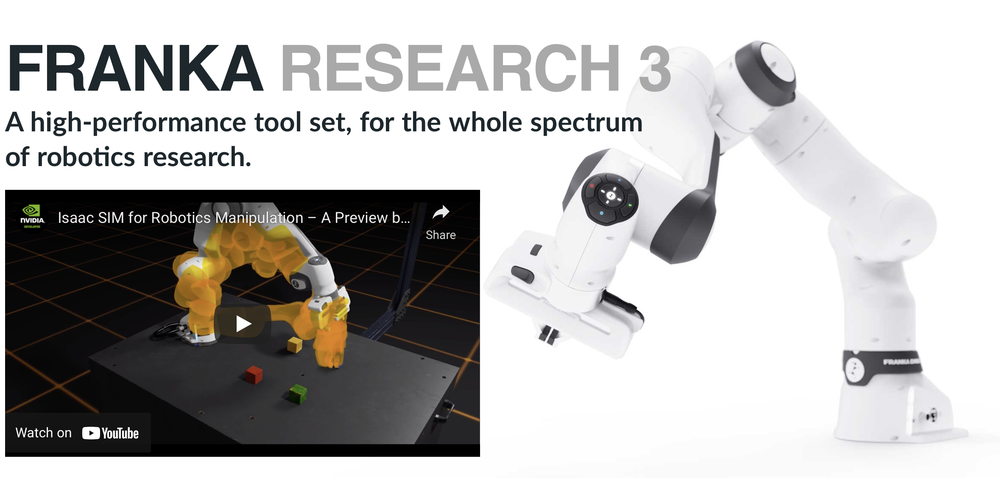 FRANKA RESEARCH 3
A high-performance tool set, for the whole spectrum
of robotics research.
NVIDIA.
DEVELOPER
Isaac SIM for Robotics Manipulation – A Preview b...
Share
Watch on YouTube
FRANKA